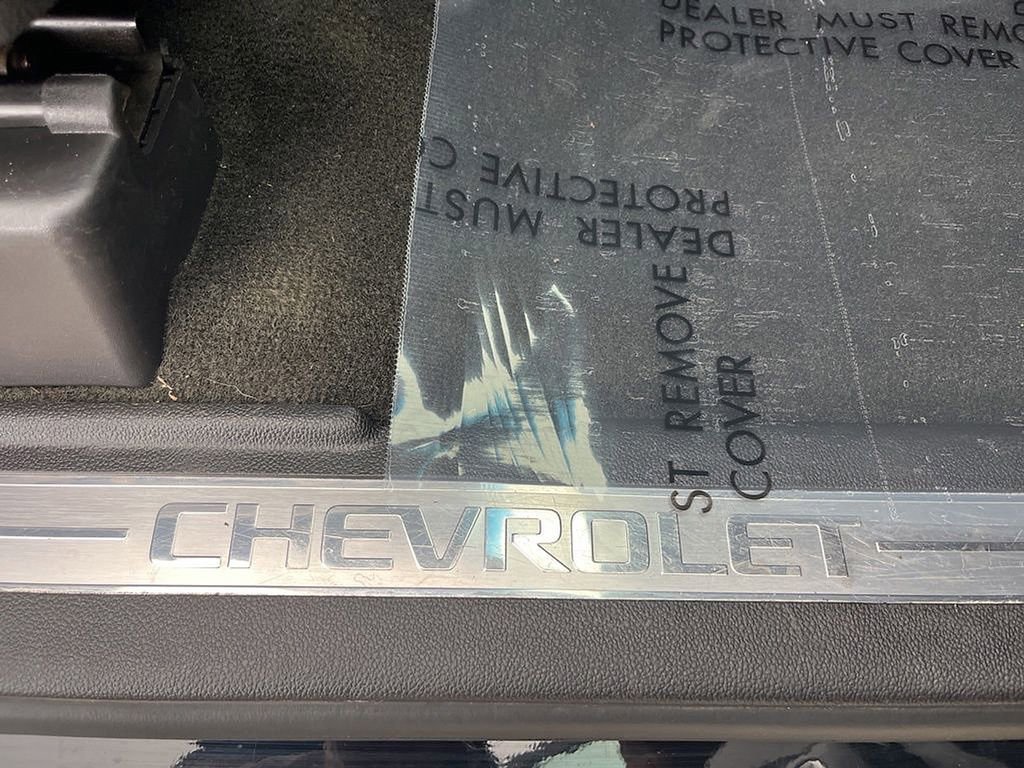 DEALER MUST
PROTECTIVE COVER
DEALER MUST
PROTECTIVE
REMOVE
COVER
CHEVROLET